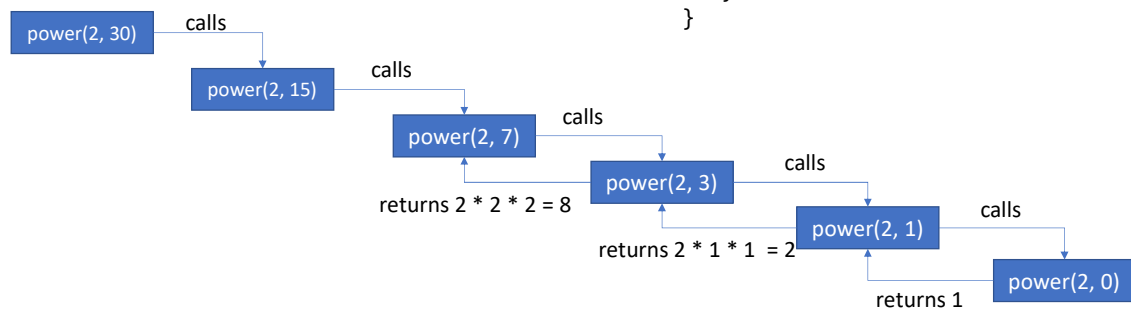 }
power(2, 30)
calls
power(2, 15)
calls
power(2, 7)
calls
power(2, 3)
calls
returns 2 * 2 * 2 = 8
power(2, 1)
calls
returns 2 * 1 * 1 = 2
power(2, 0)
returns 1